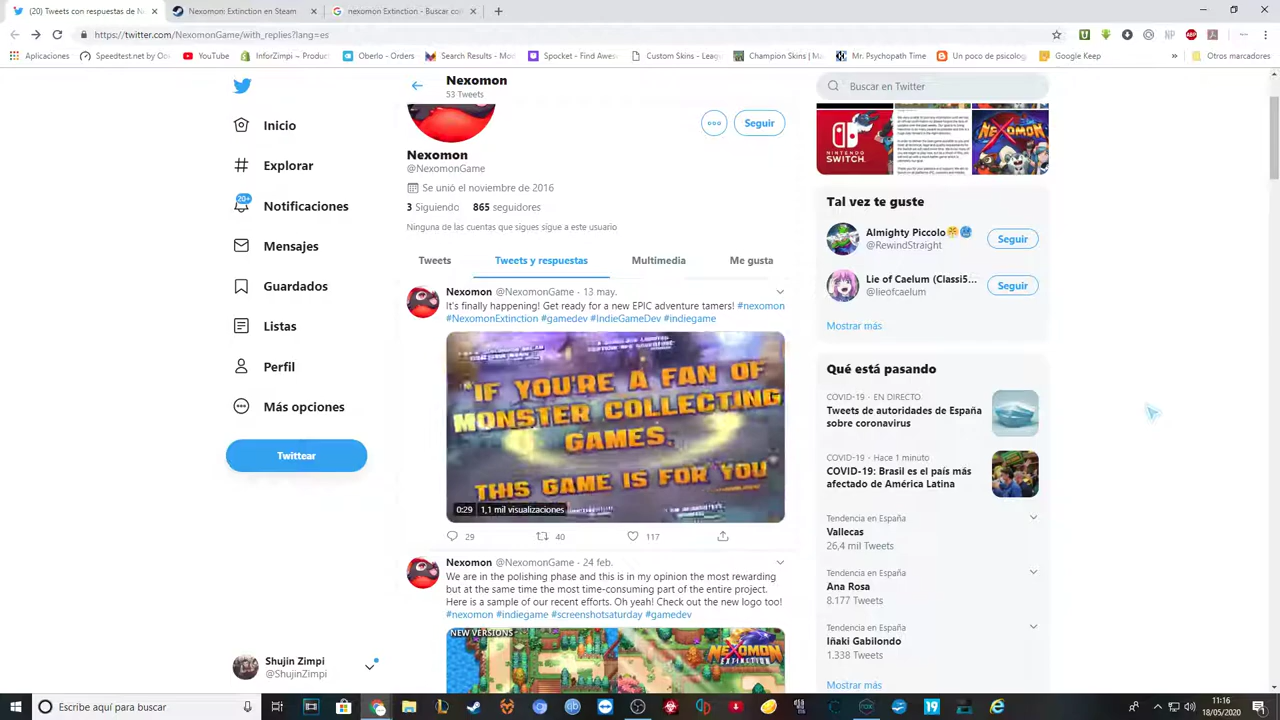 (20) Tweets con respuestas de N
Nexomon Extinction en Steam
nexomon extinction - Buscar co
https://twitter.com/NexomonGame/with_replies?lang=es
Aplicaciones
Speedtest.net by Oo
YouTube
InforZimpi ~ Produc
Oberlo - Orders
Search Results - Mod
Spocket - Find Awes
Custom Skins - Leag
Champion Skins | Ma
Mr. Psychopath Time
Un poco de psicolog
Google Keep
»
Otros marcadores
Nexomon
53 Tweets
Buscar en Twitter
Inicio
Explorar
20+
Notificaciones
Mensajes
Guardados
Listas
Perfil
Más opciones
Twittear
Shujin Zimpi
@ShujinZimpi
Seguir
Nexomon
@NexomonGame
Se unió el noviembre de 2016
3 Siguiendo 865 seguidores
Ninguna de las cuentas que sigues sigue a este usuario
Tweets
Tweets y respuestas
Multimedia
Me gusta
Nexomon @NexomonGame · 13 may.
It's finally happening! Get ready for a new EPIC adventure tamers! #nexomon
#NexomonExtinction #gamedev #IndieGameDev #indiegame
IF YOU'RE A FAN OF
MONSTER COLLECTING
GAMES.
THIS GAME IS FOR YOU
0:29 1,1 mil visualizaciones
29
40
117
Nexomon @NexomonGame · 24 feb.
We are in the polishing phase and this is in my opinion the most rewarding
but at the same time the most time-consuming part of the entire project.
Here is a sample of our recent efforts. Oh yeah! Check out the new logo too!
#nexomon #indiegame #screenshotsaturday #gamedev
NEW VERSIONS
NEXOMON
EXTINCTION
NINTENDO
SWITCH
NEXOMON
Tal vez te guste
Almighty Piccolo
@RewindStraight
Seguir
Lie of Caelum (Classi5...
@lieofcaelum
Seguir
Mostrar más
Qué está pasando
COVID-19 · EN DIRECTO
Tweets de autoridades de España
sobre coronavirus
COVID-19 · Hace 1 minuto
COVID-19: Brasil es el país más
afectado de América Latina
Tendencia en España
Vallecas
26,4 mil Tweets
Tendencia en España
Ana Rosa
8.177 Tweets
Tendencia en España
Iñaki Gabilondo
1.338 Tweets
Mostrar más
Escribe aquí para buscar
19
11:16
18/05/2020